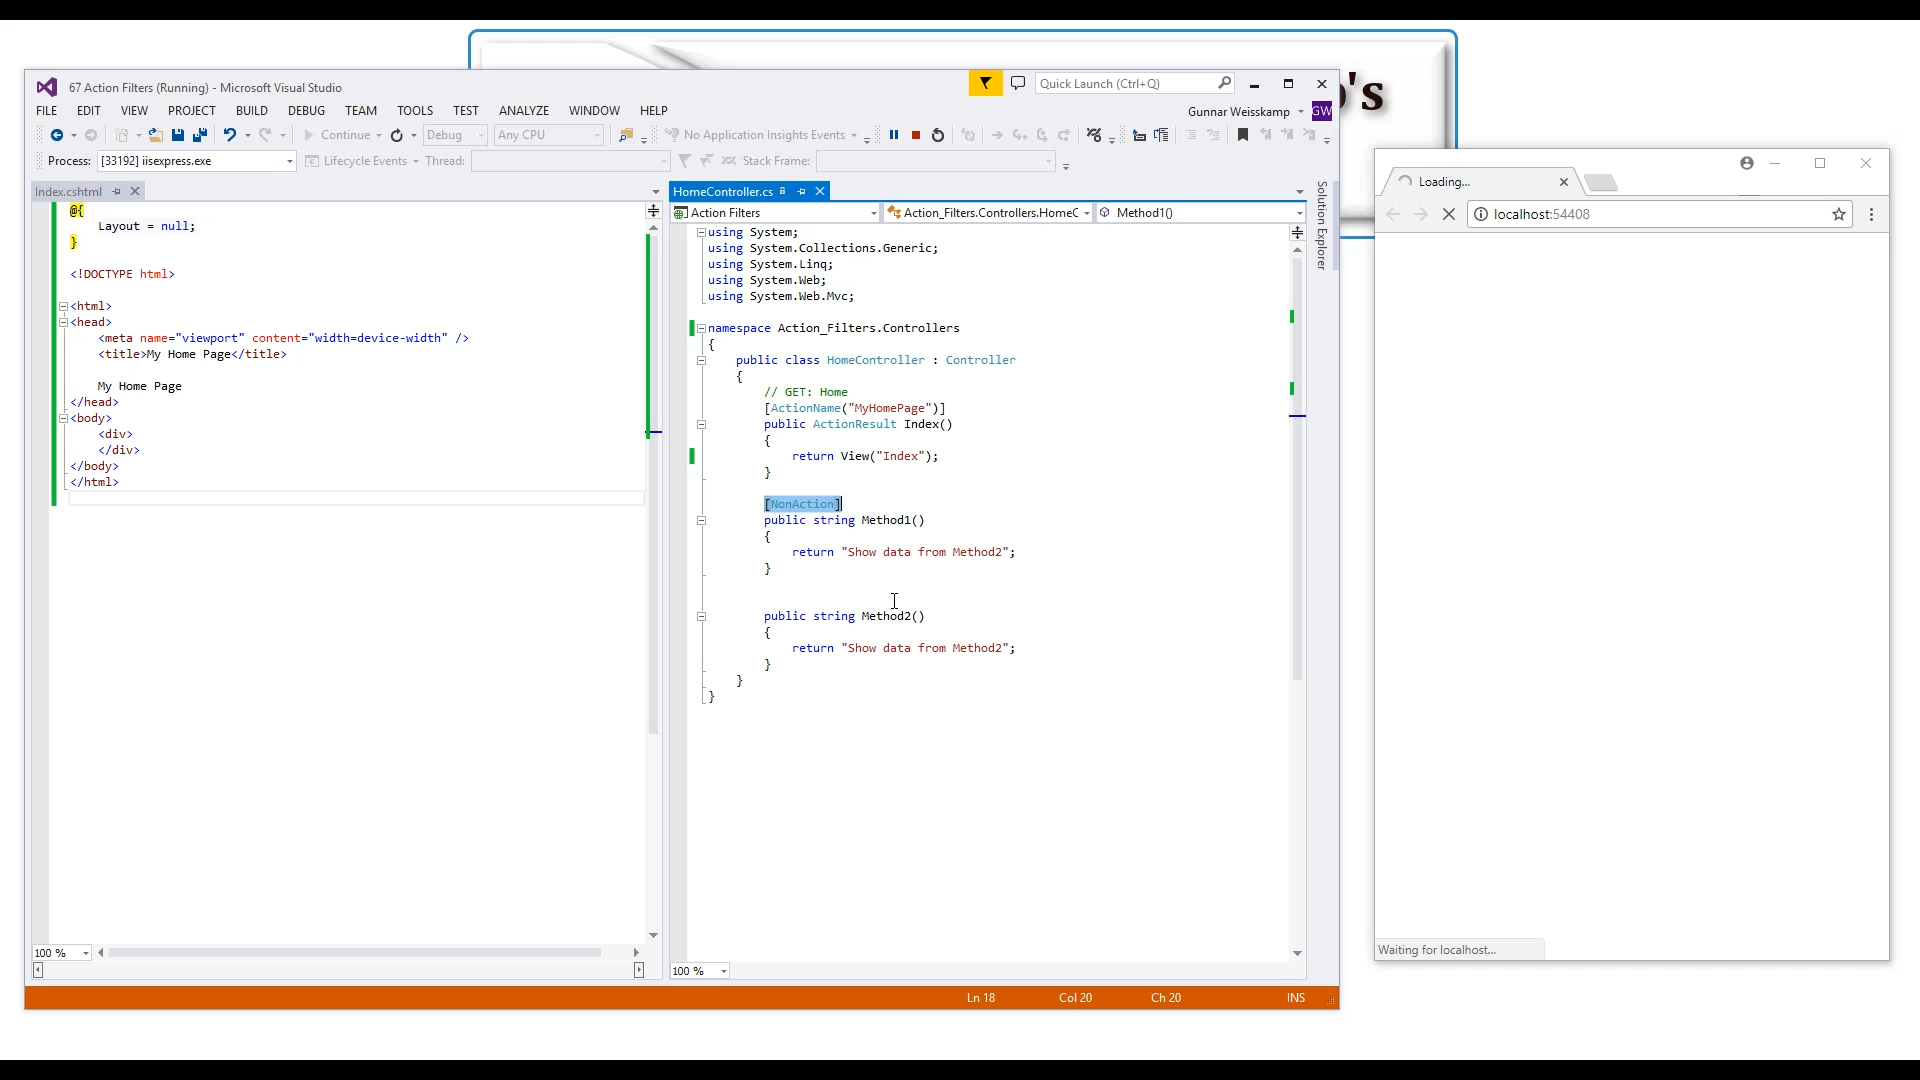 's
67 Action Filters (Running) - Microsoft Visual Studio
Quick Launch (Ctrl+Q)
FILE EDIT VIEW PROJECT BUILD DEBUG TEAM TOOLS TEST ANALYZE WINDOW HELP
Gunnar Weisskamp GW
Continue Debug Any CPU No Application Insights Events
Process: [33192] iisexpress.exe Lifecycle Events Thread: Stack Frame:
Index.cshtml
@{
Layout = null;
}
<!DOCTYPE html>
<html>
<head>
<meta name="viewport" content="width=device-width" />
<title>My Home Page</title>
My Home Page
</head>
<body>
<div>
</div>
</body>
</html>
100 %
HomeController.cs
Action Filters Action_Filters.Controllers.HomeC Method1()
using System;
using System.Collections.Generic;
using System.Linq;
using System.Web;
using System.Web.Mvc;
namespace Action_Filters.Controllers
{
public class HomeController : Controller
{
// GET: Home
[ActionName("MyHomePage")]
public ActionResult Index()
{
return View("Index");
}
[NonAction]
public string Method1()
{
return "Show data from Method2";
}
public string Method2()
{
return "Show data from Method2";
}
}
}
100 %
Solution Explorer
Ln 18 Col 20 Ch 20 INS
Loading...
localhost:54408
Waiting for localhost...